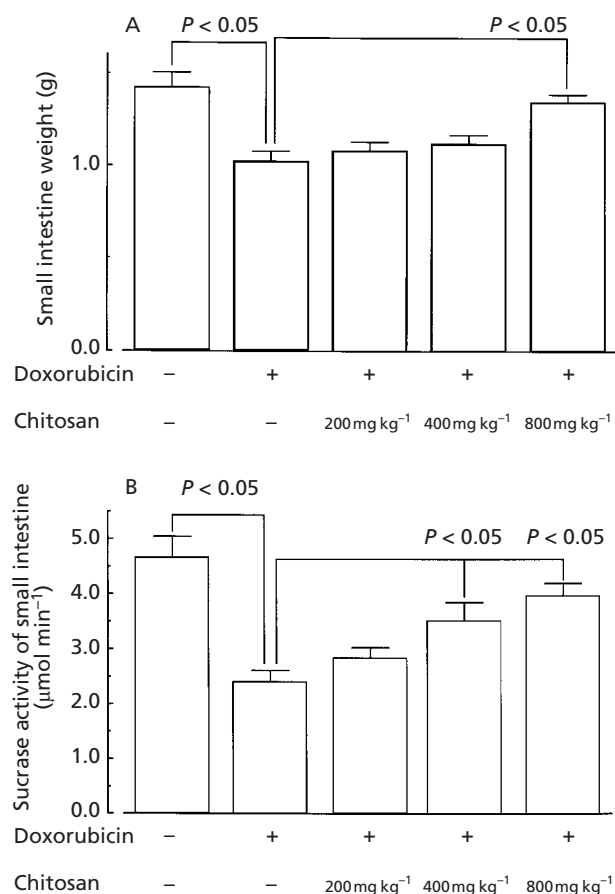 A
P < 0.05
P < 0.05
Small intestine weight (g)
1.0
0.0
Doxorubicin – + + + +
Chitosan – – 200 mg kg⁻¹ 400 mg kg⁻¹ 800 mg kg⁻¹
B
P < 0.05
P < 0.05
P < 0.05
Sucrase activity of small intestine
(µmol min⁻¹)
5.0
4.0
3.0
2.0
1.0
0.0
Doxorubicin – + + + +
Chitosan – – 200 mg kg⁻¹ 400 mg kg⁻¹ 800 mg kg⁻¹